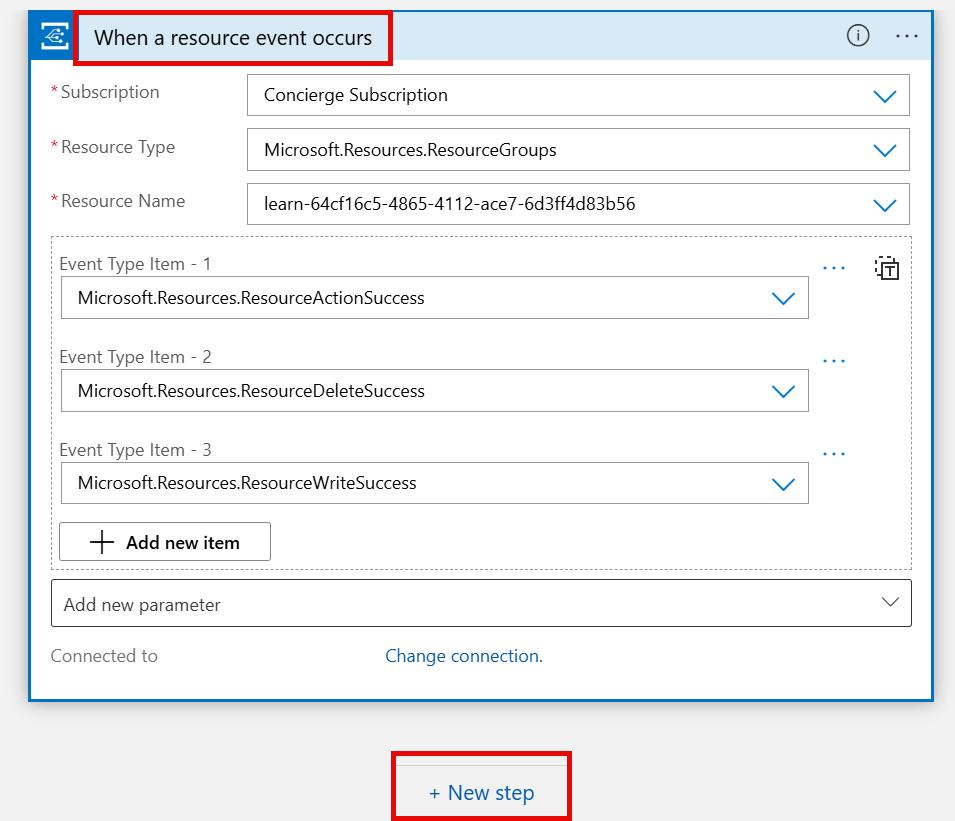 When a resource event occurs
* Subscription
Concierge Subscription
* Resource Type
Microsoft.Resources.ResourceGroups
* Resource Name
learn-64cf16c5-4865-4112-ace7-6d3ff4d83b56
Event Type Item - 1
Microsoft.Resources.ResourceActionSuccess
Event Type Item - 2
Microsoft.Resources.ResourceDeleteSuccess
Event Type Item - 3
Microsoft.Resources.ResourceWriteSuccess
Add new item
Add new parameter
Connected to
Change connection.
+ New step